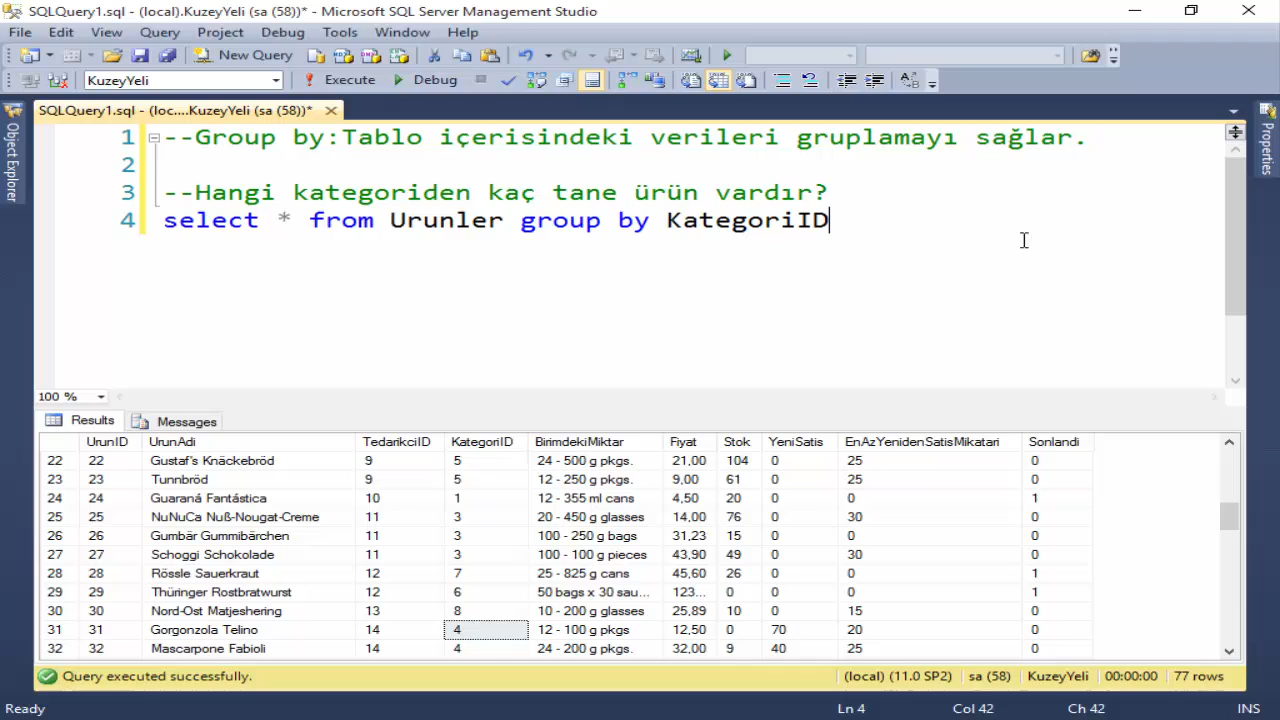 SQLQuery1.sql - (local).KuzeyYeli (sa (58))* - Microsoft SQL Server Management Studio
File Edit View Query Project Debug Tools Window Help
New Query
KuzeyYeli Execute Debug
SQLQuery1.sql - (loc....KuzeyYeli (sa (58))*
Object Explorer
Properties
1 --Group by:Tablo içerisindeki verileri gruplamayı sağlar.
2
3 --Hangi kategoriden kaç tane ürün vardır?
4 select * from Urunler group by KategoriID
100 %
Results Messages
UrunID UrunAdi TedarikciID KategoriID BirimdekiMiktar Fiyat Stok YeniSatis EnAzYenidenSatisMikatari Sonlandi
22 22 Gustaf's Knäckebröd 9 5 24 - 500 g pkgs. 21,00 104 0 25 0
23 23 Tunnbröd 9 5 12 - 250 g pkgs. 9,00 61 0 25 0
24 24 Guaraná Fantástica 10 1 12 - 355 ml cans 4,50 20 0 0 1
25 25 NuNuCa Nuß-Nougat-Creme 11 3 20 - 450 g glasses 14,00 76 0 30 0
26 26 Gumbär Gummibärchen 11 3 100 - 250 g bags 31,23 15 0 0 0
27 27 Schoggi Schokolade 11 3 100 - 100 g pieces 43,90 49 0 30 0
28 28 Rössle Sauerkraut 12 7 25 - 825 g cans 45,60 26 0 0 1
29 29 Thüringer Rostbratwurst 12 6 50 bags x 30 sau... 123... 0 0 0 1
30 30 Nord-Ost Matjeshering 13 8 10 - 200 g glasses 25,89 10 0 15 0
31 31 Gorgonzola Telino 14 4 12 - 100 g pkgs 12,50 0 70 20 0
32 32 Mascarpone Fabioli 14 4 24 - 200 g pkgs. 32,00 9 40 25 0
Query executed successfully. (local) (11.0 SP2) sa (58) KuzeyYeli 00:00:00 77 rows
Ready Ln 4 Col 42 Ch 42 INS